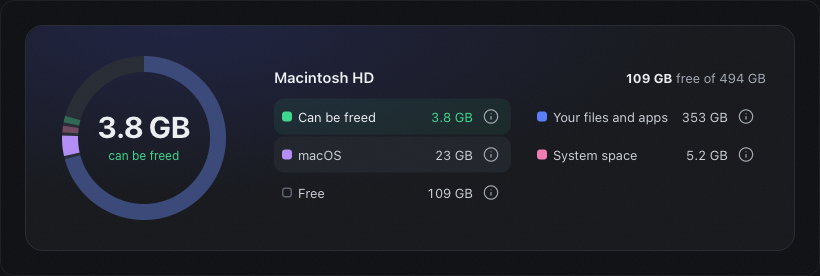 3.8 GB
can be freed
Macintosh HD
109 GB free of 494 GB
Can be freed 3.8 GB
Your files and apps 353 GB
macOS 23 GB
System space 5.2 GB
Free 109 GB